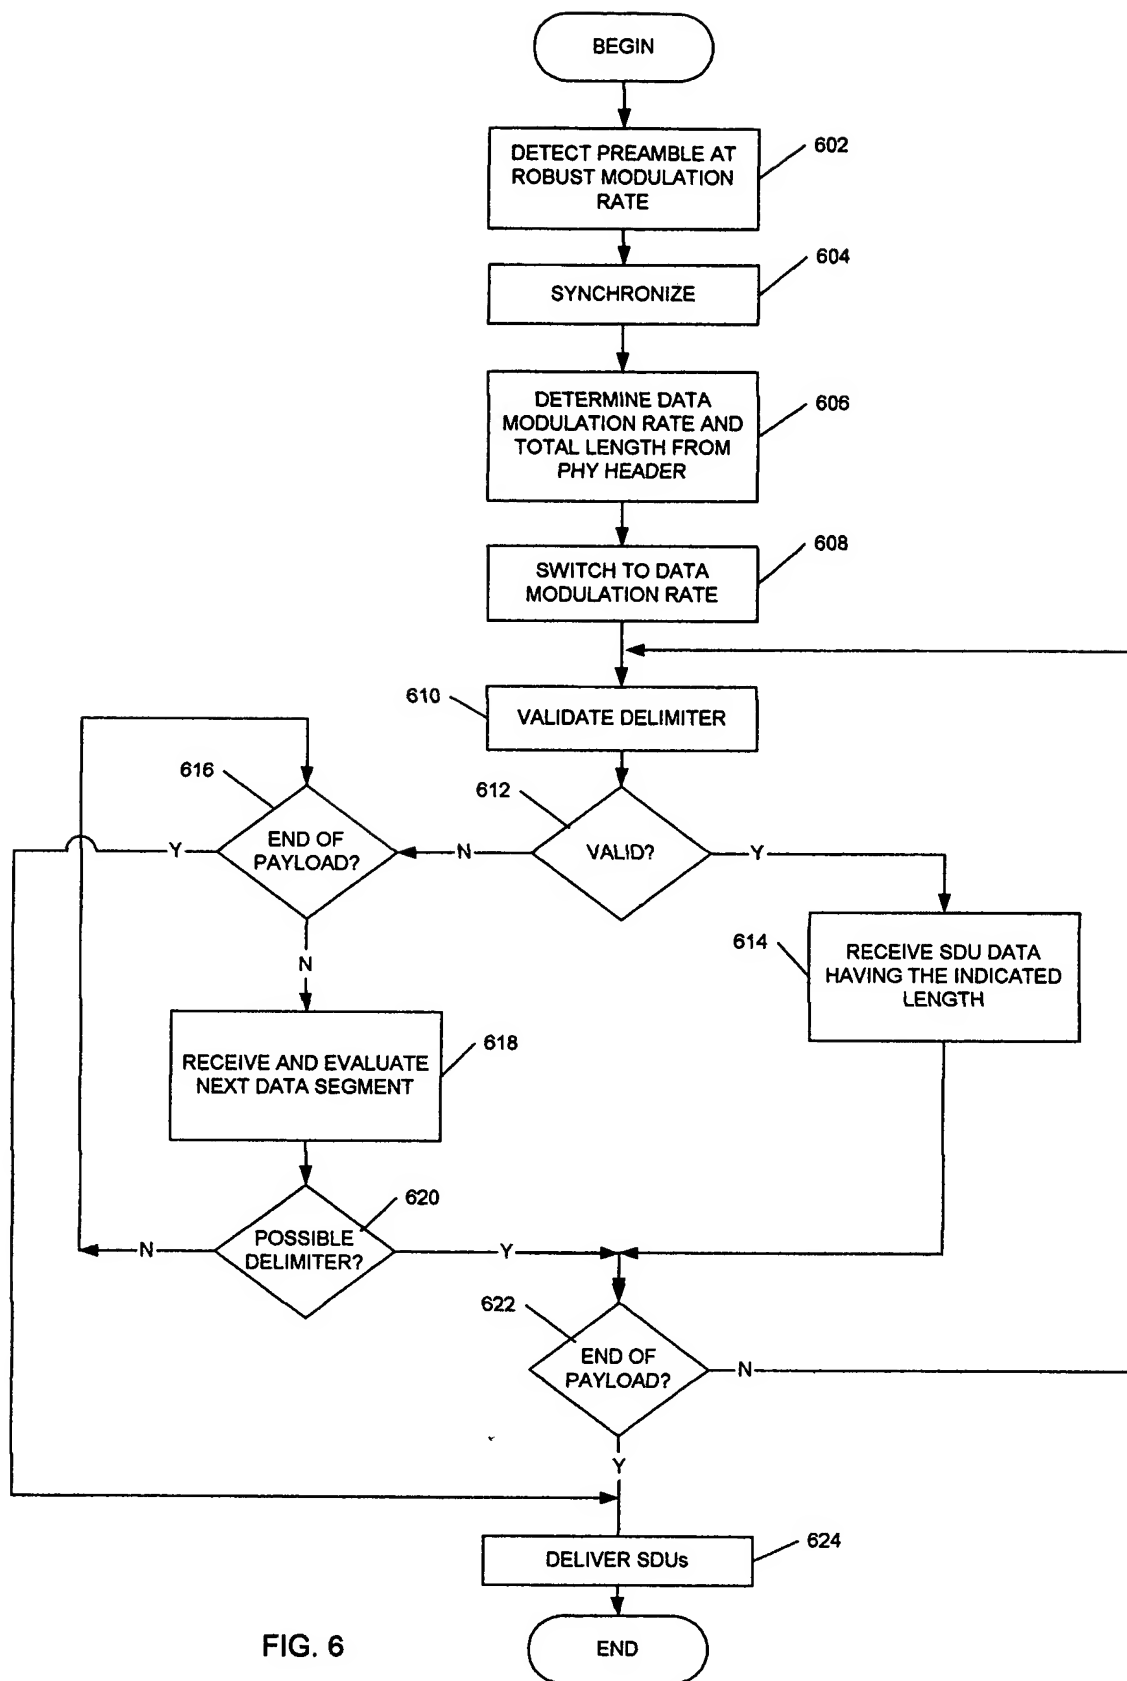 BEGIN
DETECT PREAMBLE AT
ROBUST MODULATION
RATE
602
SYNCHRONIZE
604
DETERMINE DATA
MODULATION RATE AND
TOTAL LENGTH FROM
PHY HEADER
606
SWITCH TO DATA
MODULATION RATE
608
610
VALIDATE DELIMITER
616
END OF
PAYLOAD?
Y
N
612
VALID?
N
Y
614
RECEIVE SDU DATA
HAVING THE INDICATED
LENGTH
RECEIVE AND EVALUATE
NEXT DATA SEGMENT
618
620
POSSIBLE
DELIMITER?
N
Y
622
END OF
PAYLOAD?
N
Y
DELIVER SDUs
624
END
FIG. 6